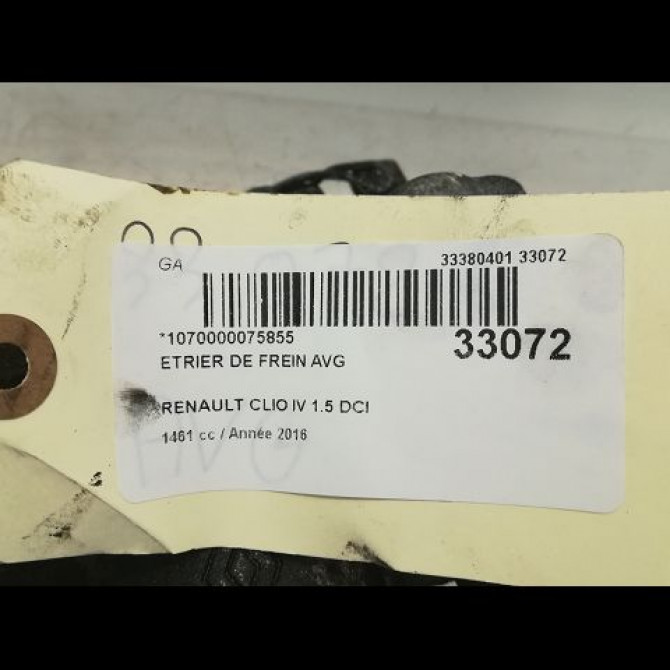 GA
33380401 33072
*1070000075855
33072
ETRIER DE FREIN AVG
RENAULT CLIO IV 1.5 DCI
1461 cc / Année 2016